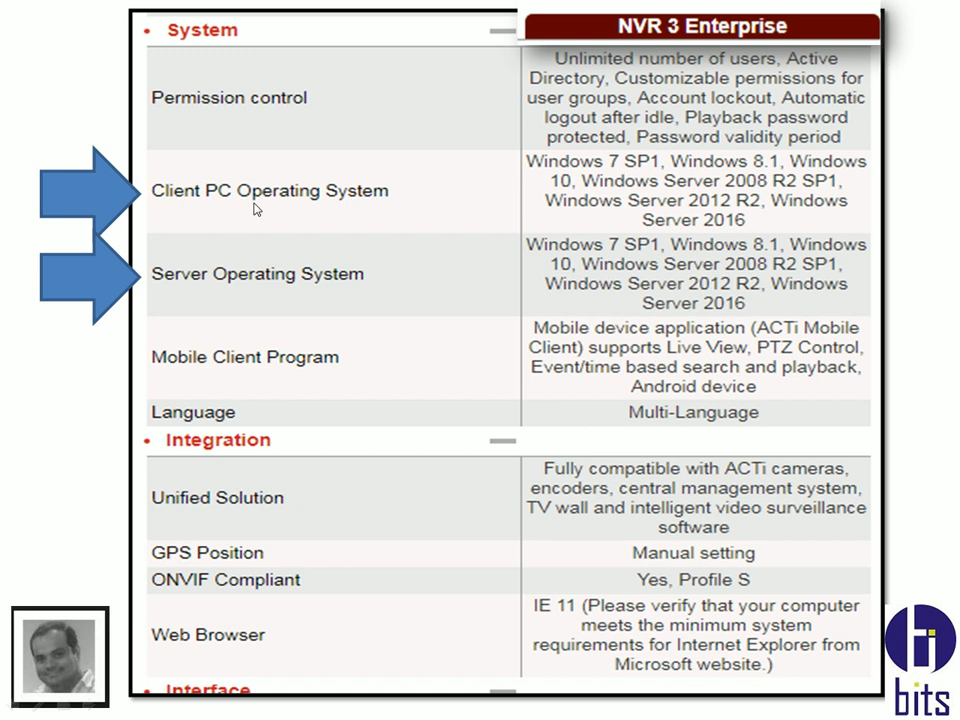 NVR 3 Enterprise
• System
Permission control
Unlimited number of users, Active
Directory, Customizable permissions for
user groups, Account lockout, Automatic
logout after idle, Playback password
protected, Password validity period
Client PC Operating System
Windows 7 SP1, Windows 8.1, Windows
10, Windows Server 2008 R2 SP1,
Windows Server 2012 R2, Windows
Server 2016
Server Operating System
Windows 7 SP1, Windows 8.1, Windows
10, Windows Server 2008 R2 SP1,
Windows Server 2012 R2, Windows
Server 2016
Mobile Client Program
Mobile device application (ACTi Mobile
Client) supports Live View, PTZ Control,
Event/time based search and playback,
Android device
Language
Multi-Language
• Integration
Unified Solution
Fully compatible with ACTi cameras,
encoders, central management system,
TV wall and intelligent video surveillance
software
GPS Position
Manual setting
ONVIF Compliant
Yes, Profile S
Web Browser
IE 11 (Please verify that your computer
meets the minimum system
requirements for Internet Explorer from
Microsoft website.)
• Interface
hi
bits